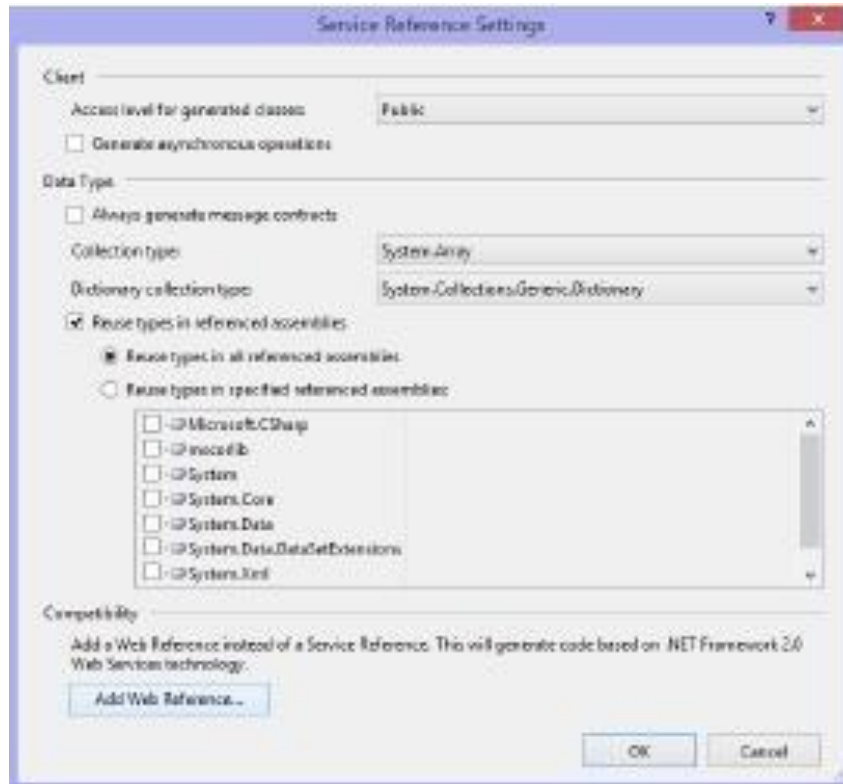 Service Reference Settings
?
Client
Access level for generated classes:
Public
Generate asynchronous operations
Data Type
Always generate message contracts
Collection type:
System.Array
Dictionary collection type:
System.Collections.Generic.Dictionary
Reuse types in referenced assemblies
Reuse types in all referenced assemblies
Reuse types in specified referenced assemblies:
Microsoft.CSharp
mscorlib
System
System.Core
System.Data
System.Data.DataSetExtensions
System.Xml
Compatibility
Add a Web Reference instead of a Service Reference. This will generate code based on .NET Framework 2.0
Web Services technology.
Add Web Reference...
OK
Cancel